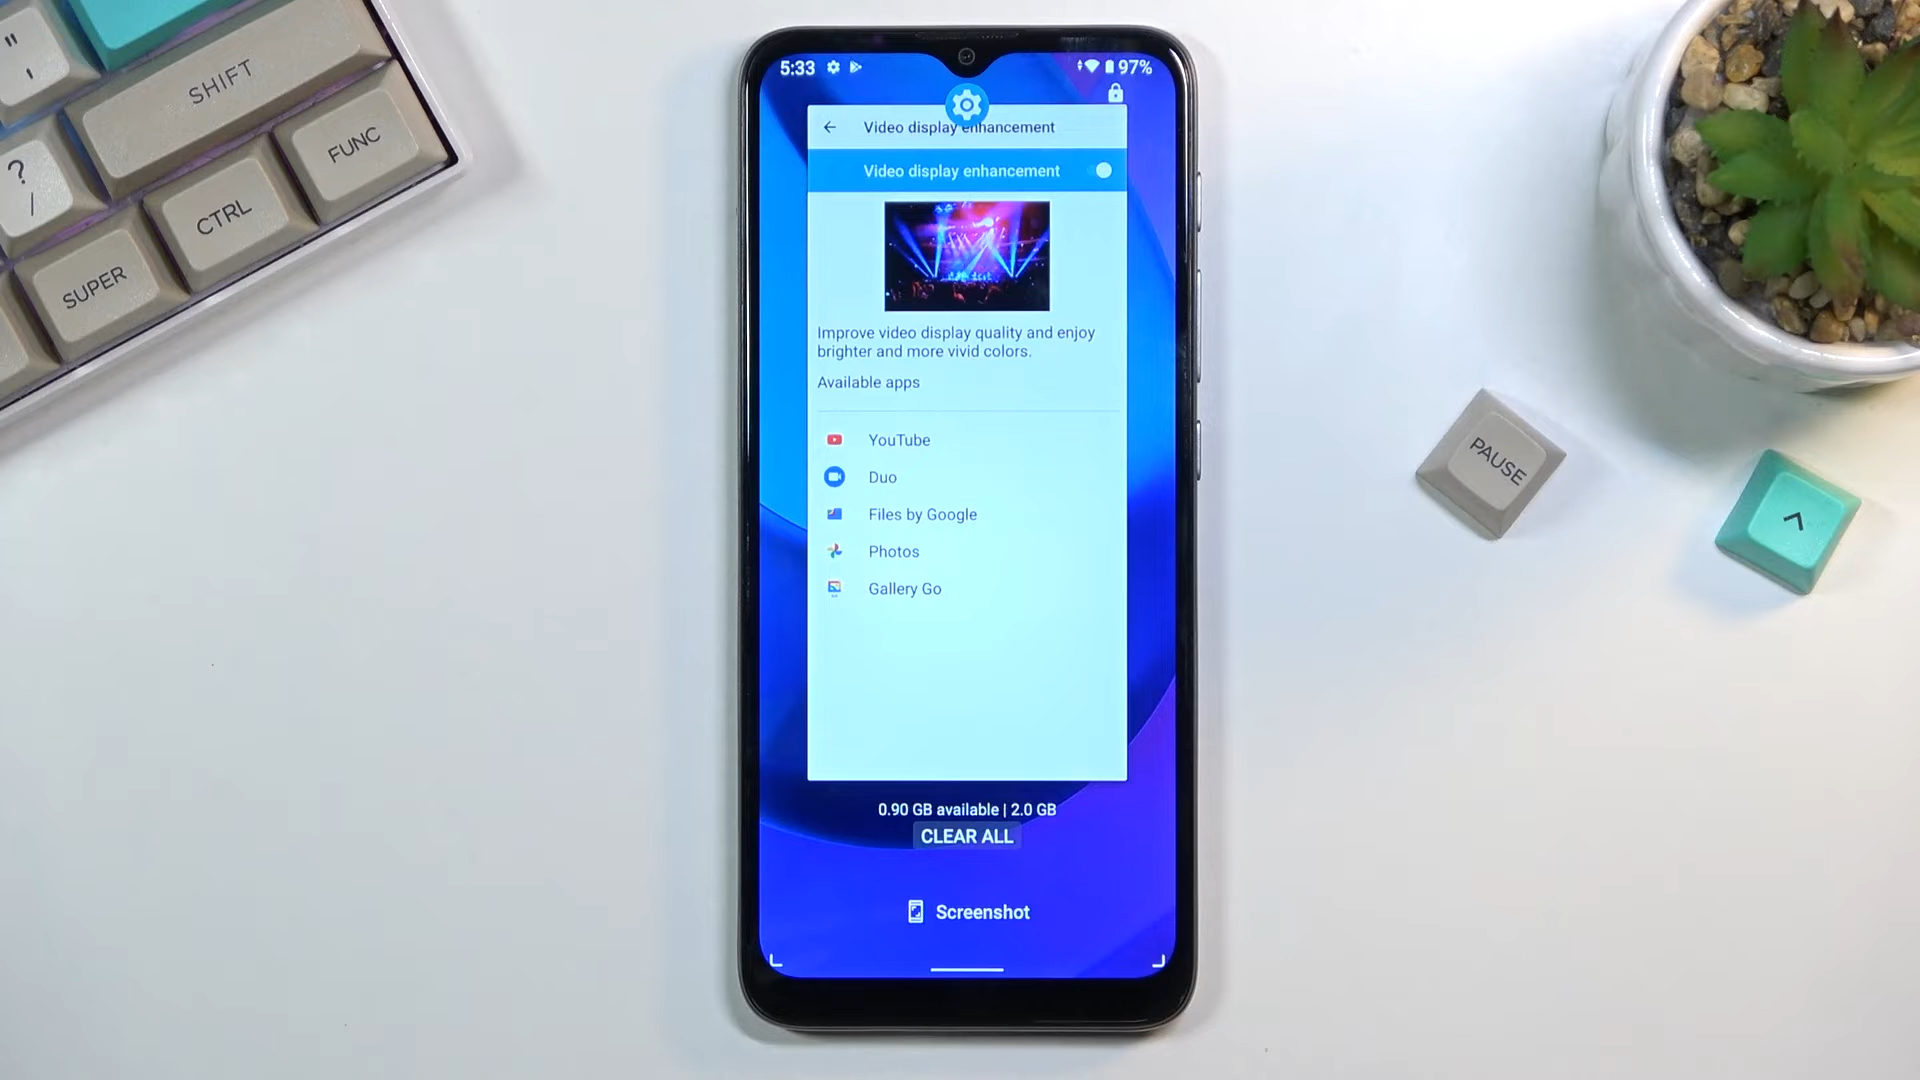 "
'
SHIFT
?
/
FUNC
CTRL
SUPER
5:33
97%
Video display enhancement
Video display enhancement
Improve video display quality and enjoy
brighter and more vivid colors.
Available apps
YouTube
Duo
Files by Google
Photos
Gallery Go
0.90 GB available | 2.0 GB
CLEAR ALL
Screenshot
PAUSE
^